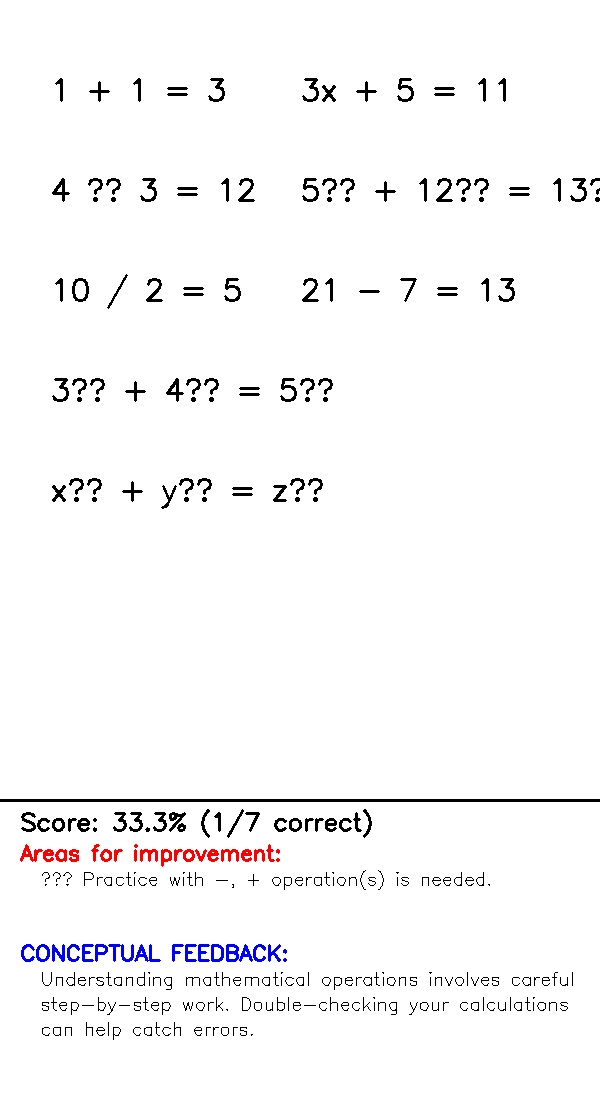 1 + 1 = 3 3x + 5 = 11
4 ?? 3 = 12 5?? + 12?? = 13?
10 / 2 = 5 21 - 7 = 13
3?? + 4?? = 5??
x?? + y?? = z??
Score: 33.3% (1/7 correct)
Areas for improvement:
??? Practice with -, + operation(s) is needed.
CONCEPTUAL FEEDBACK:
Understanding mathematical operations involves careful
step-by-step work. Double-checking your calculations
can help catch errors.